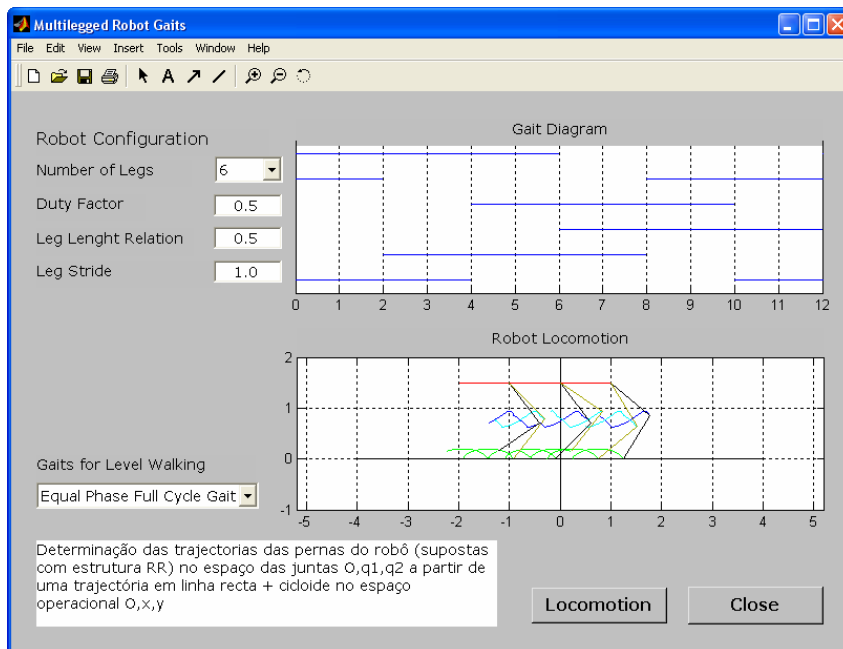 Multilegged Robot Gaits
File Edit View Insert Tools Window Help
Robot Configuration
Number of Legs
6
Duty Factor
0.5
Leg Lenght Relation
0.5
Leg Stride
1.0
Gait Diagram
0 1 2 3 4 5 6 7 8 9 10 11 12
Robot Locomotion
2
1
0
-1
-5 -4 -3 -2 -1 0 1 2 3 4 5
Gaits for Level Walking
Equal Phase Full Cycle Gait
Determinação das trajectorias das pernas do robô (supostas
com estrutura RR) no espaço das juntas O,q1,q2 a partir de
uma trajectória em linha recta + cicloide no espaço
operacional O,x,y
Locomotion
Close